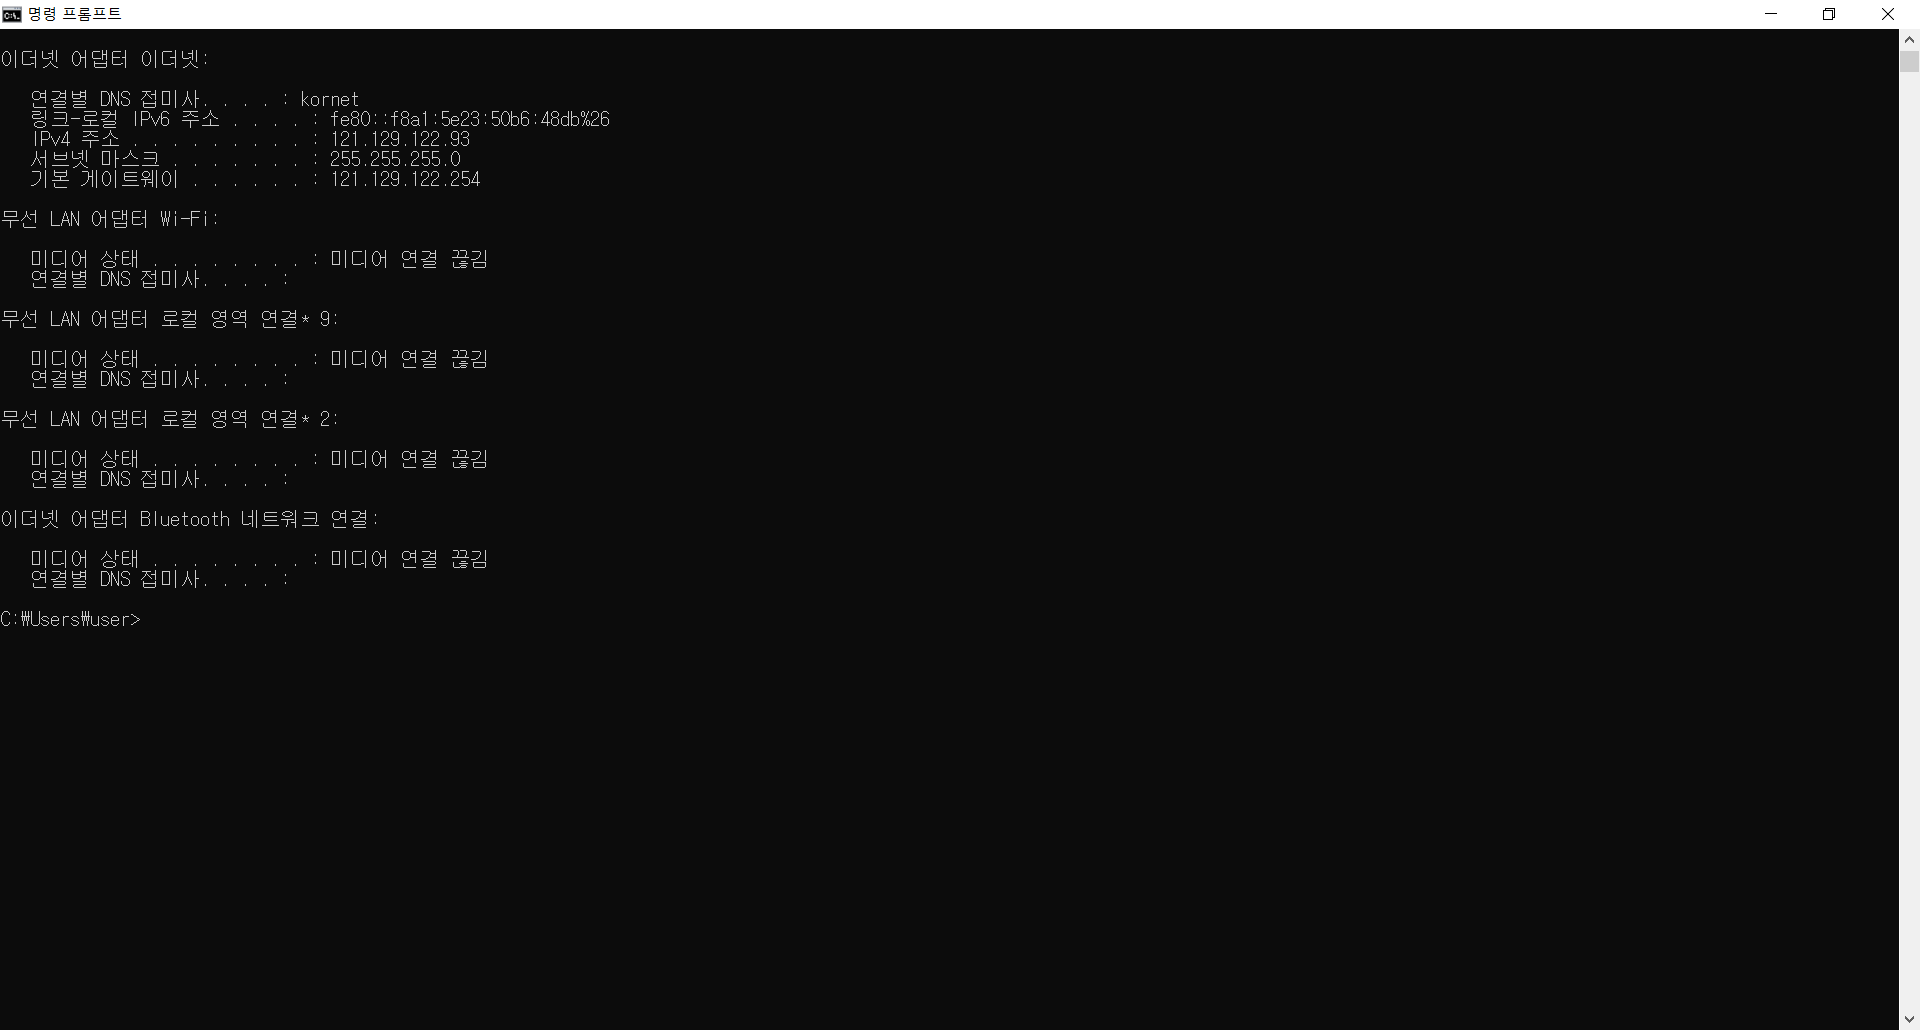 명령 프롬프트
이더넷 어댑터 이더넷:
연결별 DNS 접미사. . . . : kornet
링크-로컬 IPv6 주소 . . . . : fe80::f8a1:5e23:50b6:48db%26
IPv4 주소 . . . . . . . . . : 121.129.122.93
서브넷 마스크 . . . . . . . : 255.255.255.0
기본 게이트웨이 . . . . . . : 121.129.122.254
무선 LAN 어댑터 Wi-Fi:
미디어 상태 . . . . . . . . : 미디어 연결 끊김
연결별 DNS 접미사. . . . :
무선 LAN 어댑터 로컬 영역 연결* 9:
미디어 상태 . . . . . . . . : 미디어 연결 끊김
연결별 DNS 접미사. . . . :
무선 LAN 어댑터 로컬 영역 연결* 2:
미디어 상태 . . . . . . . . : 미디어 연결 끊김
연결별 DNS 접미사. . . . :
이더넷 어댑터 Bluetooth 네트워크 연결:
미디어 상태 . . . . . . . . : 미디어 연결 끊김
연결별 DNS 접미사. . . . :
C:₩Users₩user>